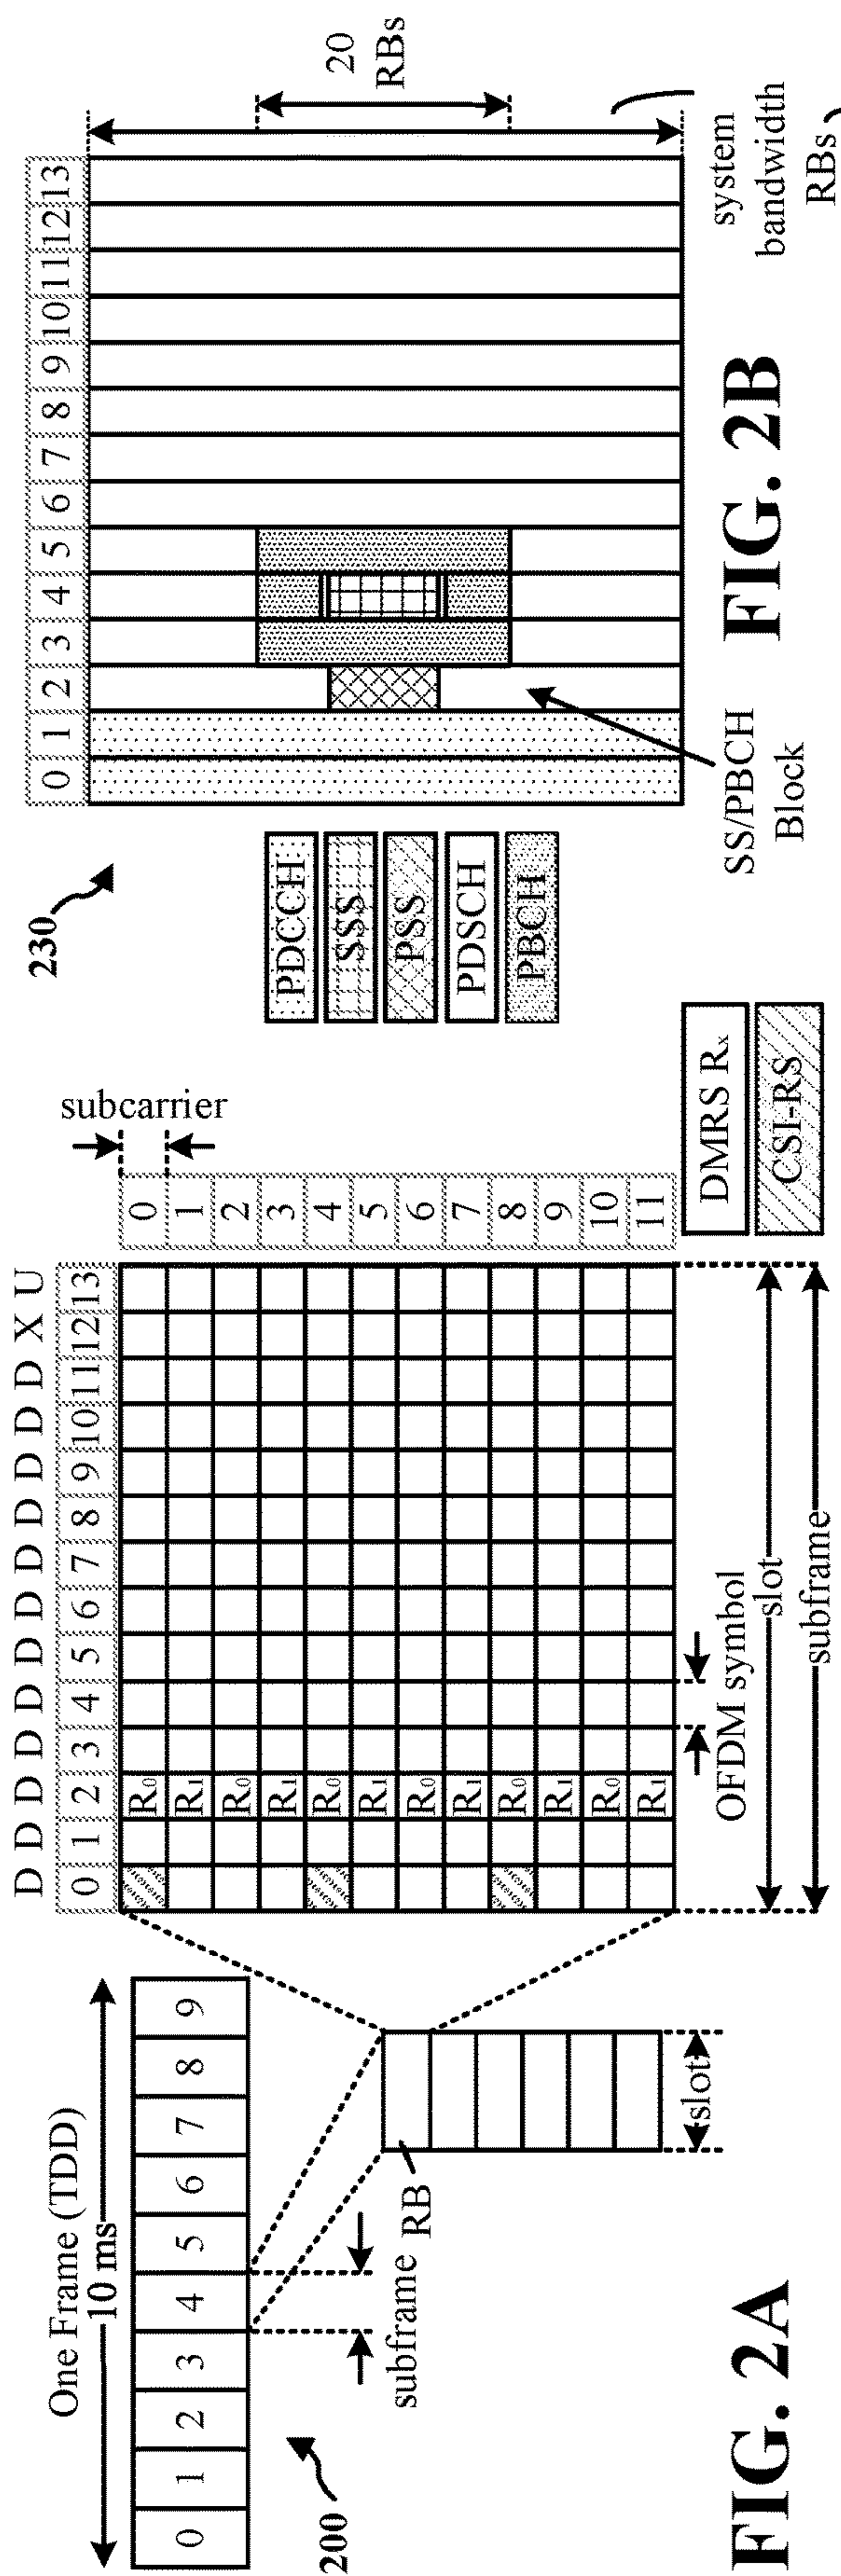 One Frame (TDD)
10 ms
0 1 2 3 4 5 6 7 8 9
200
subframe
RB
slot
FIG. 2A
D D D D D D D D D D D D X U
0 1 2 3 4 5 6 7 8 9 10 11 12 13
subcarrier
R0 0
R1 1
R0 2
R1 3
R0 4
R1 5
R0 6
R1 7
R0 8
R1 9
R0 10
R1 11
OFDM symbol
slot
subframe
DMRS Rx
CSI-RS
230
PDCCH
SSS
PSS
PDSCH
PBCH
0 1 2 3 4 5 6 7 8 9 10 11 12 13
20
RBs
SS/PBCH
Block
system
bandwidth
RBs
FIG. 2B